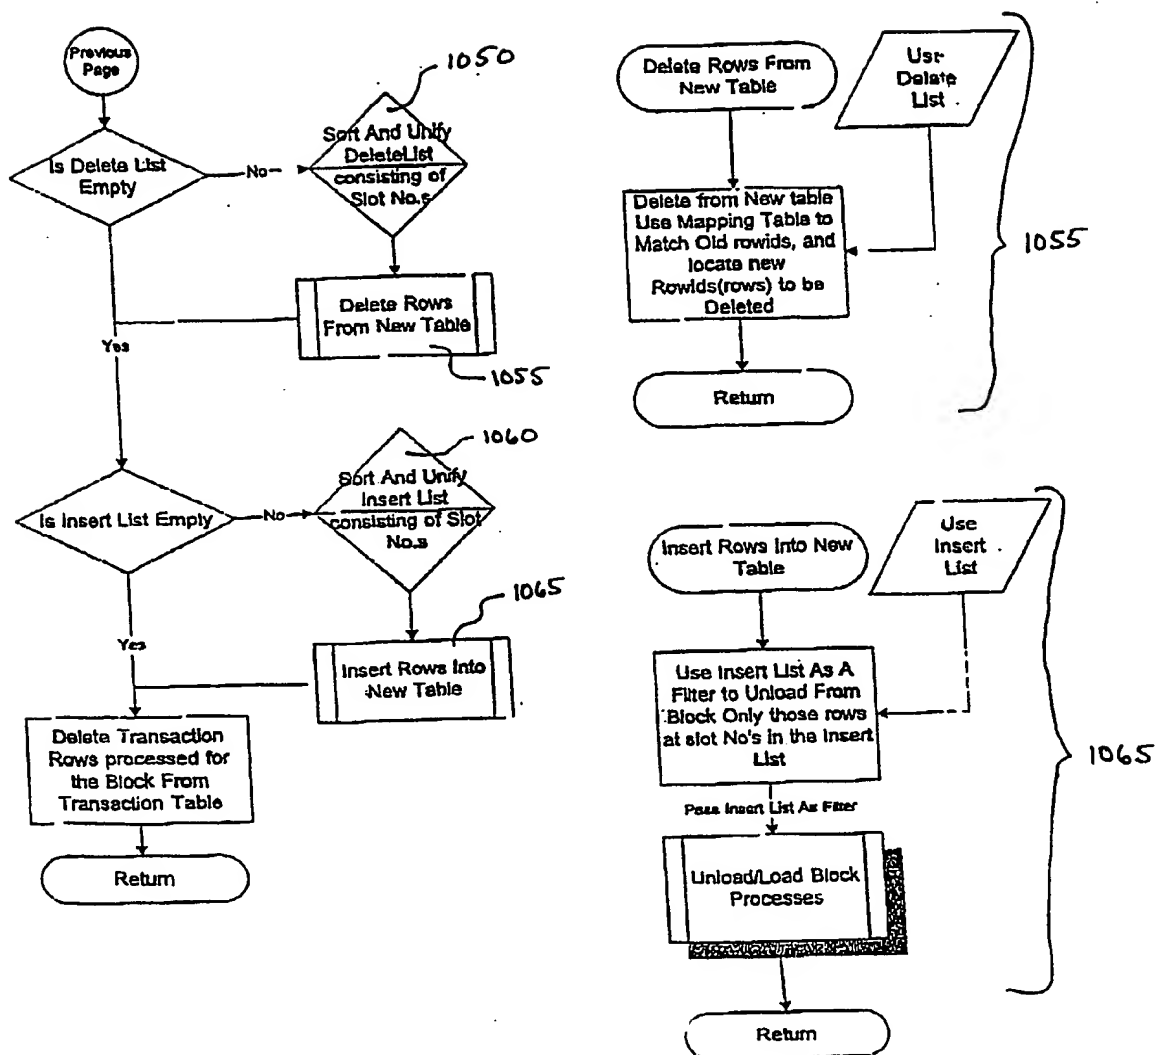 Previous
Page
Is Delete List
Empty
No
1050
Sort And Unify
DeleteList
consisting of
Slot No.s
Delete Rows
From New Table
1055
Yes
Is Insert List Empty
No
1060
Sort And Unify
Insert List
consisting of Slot
No.s
1065
Insert Rows Into
New Table
Yes
Delete Transaction
Rows processed for
the Block From
Transaction Table
Return
Delete Rows From
New Table
Use
Delete
List
Delete from New table
Use Mapping Table to
Match Old rowids, and
locate new
Rowids(rows) to be
Deleted
Return
1055
Insert Rows Into New
Table
Use
Insert
List
Use Insert List As A
Filter to Unload From
Block Only those rows
at slot No's in the Insert
List
Pass Insert List As Filter
Unload/Load Block
Processes
Return
1065